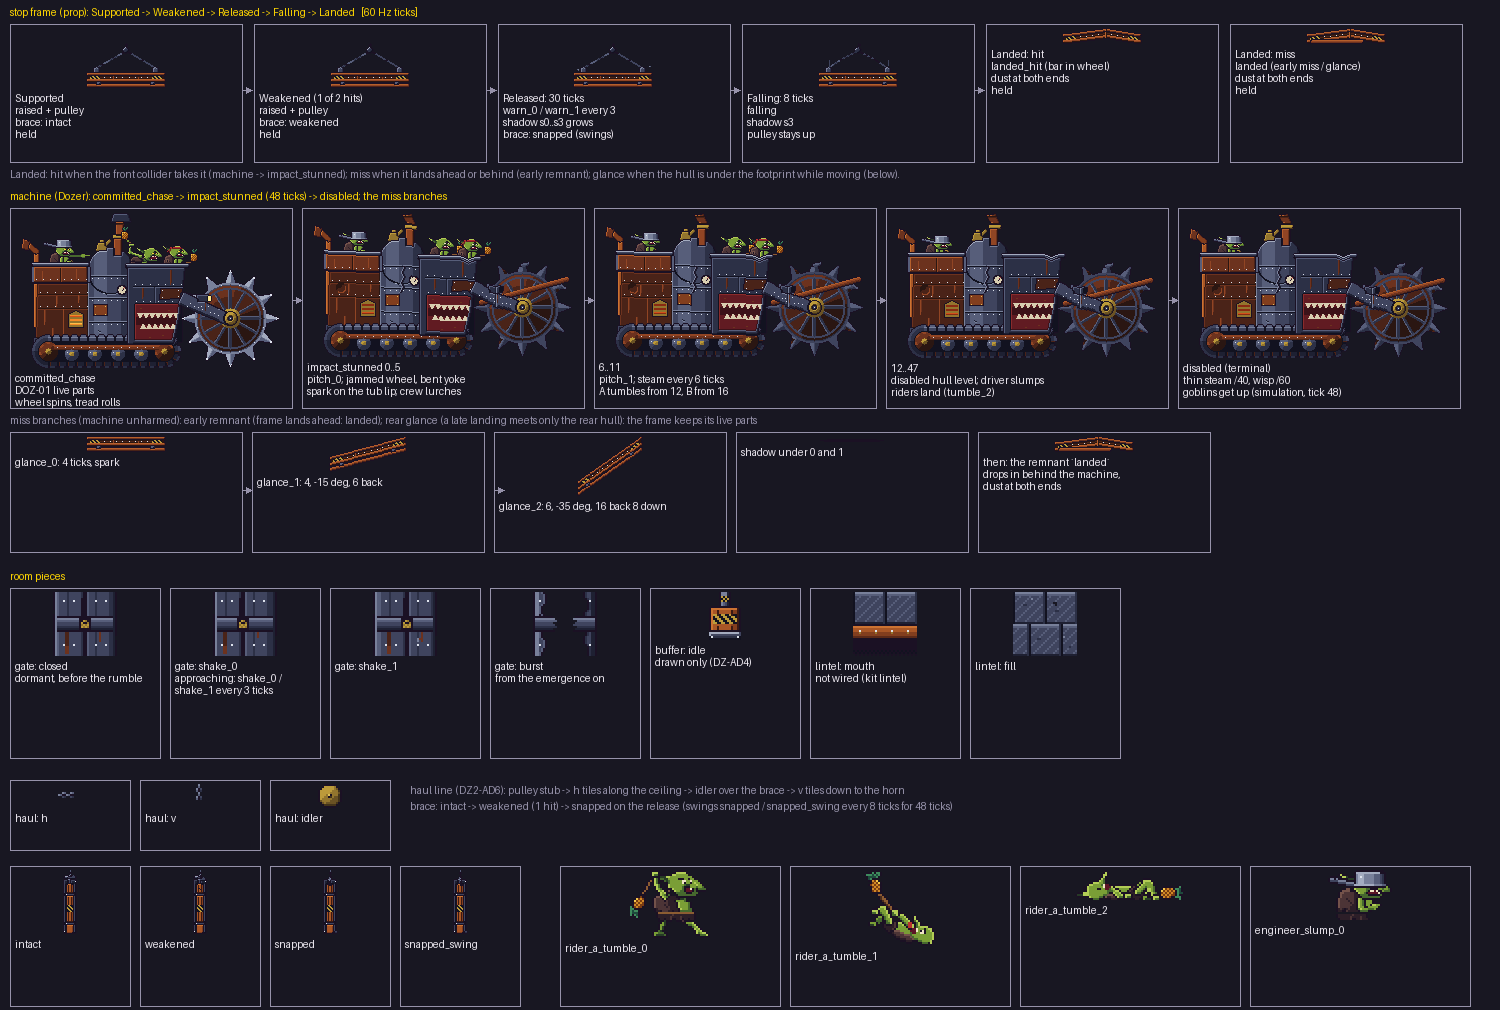 stop frame (prop): Supported -> Weakened -> Released -> Falling -> Landed [60 Hz ticks]
Supported
raised + pulley
brace: intact
held
Weakened (1 of 2 hits)
raised + pulley
brace: weakened
held
Released: 30 ticks
warn_0 / warn_1 every 3
shadow s0..s3 grows
brace: snapped (swings)
Falling: 8 ticks
falling
shadow s3
pulley stays up
Landed: hit
landed_hit (bar in wheel)
dust at both ends
held
Landed: miss
landed (early miss / glance)
dust at both ends
held
Landed: hit when the front collider takes it (machine -> impact_stunned); miss when it lands ahead or behind (early remnant); glance when the hull is under the footprint while moving (below).
machine (Dozer): committed_chase -> impact_stunned (48 ticks) -> disabled; the miss branches
committed_chase
DOZ-01 live parts
wheel spins, tread rolls
impact_stunned 0..5
pitch_0; jammed wheel, bent yoke
spark on the tub lip; crew lurches
6..11
pitch_1; steam every 6 ticks
A tumbles from 12, B from 16
12..47
disabled hull level; driver slumps
riders land (tumble_2)
disabled (terminal)
thin steam /40, wisp /60
goblins get up (simulation, tick 48)
miss branches (machine unharmed): early remnant (frame lands ahead: landed); rear glance (a late landing meets only the rear hull): the frame keeps its live parts
glance_0: 4 ticks, spark
glance_1: 4, -15 deg, 6 back
glance_2: 6, -35 deg, 16 back 8 down
shadow under 0 and 1
then: the remnant `landed`
drops in behind the machine,
dust at both ends
room pieces
gate: closed
dormant, before the rumble
gate: shake_0
approaching: shake_0 /
shake_1 every 3 ticks
gate: shake_1
gate: burst
from the emergence on
buffer: idle
drawn only (DZ-AD4)
lintel: mouth
not wired (kit lintel)
lintel: fill
haul: h
haul: v
haul: idler
haul line (DZ2-AD6): pulley stub -> h tiles along the ceiling -> idler over the brace -> v tiles down to the horn
brace: intact -> weakened (1 hit) -> snapped on the release (swings snapped / snapped_swing every 8 ticks for 48 ticks)
intact
weakened
snapped
snapped_swing
rider_a_tumble_0
rider_a_tumble_1
rider_a_tumble_2
engineer_slump_0